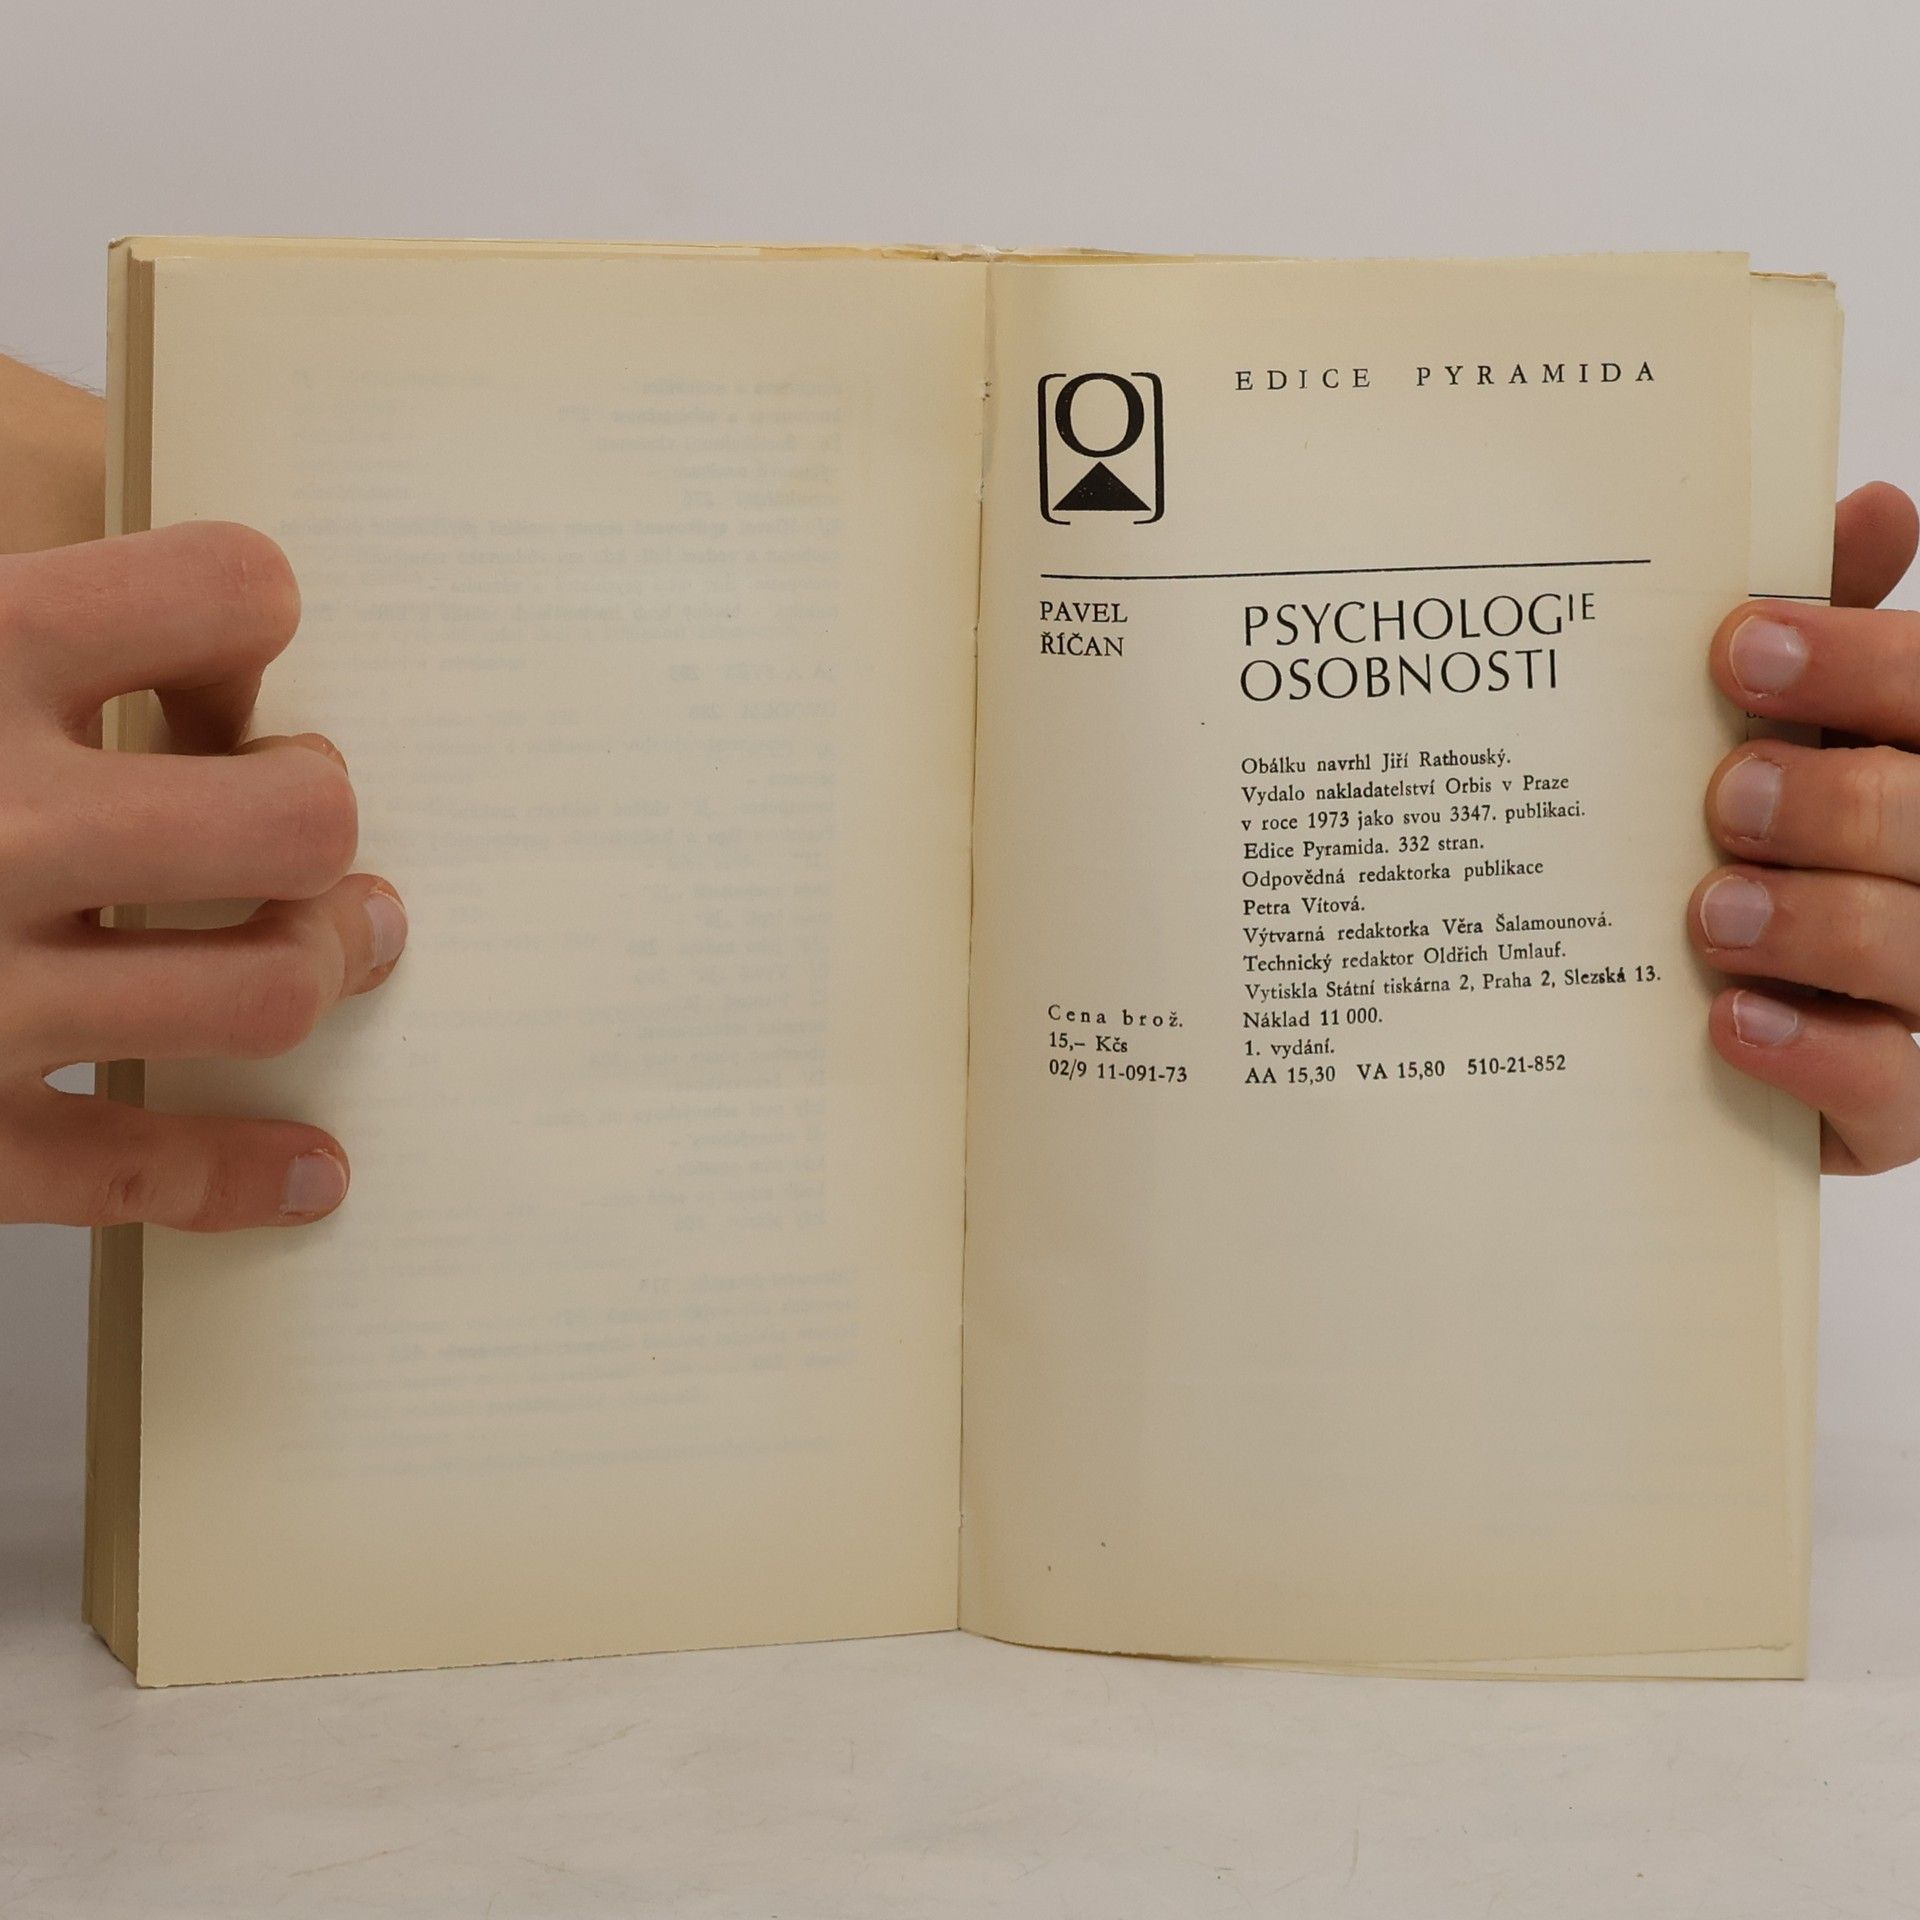 EDICE PYRAMIDA
PAVEL
ŘÍČAN
PSYCHOLOGIE
OSOBNOSTI
Obálku navrhl Jiří Rathouský.
Vydalo nakladatelství Orbis v Praze
v roce 1973 jako svou 3347. publikaci.
Edice Pyramida. 332 stran.
Odpovědná redaktorka publikace
Petra Vítová.
Výtvarná redaktorka Věra Šalamounová.
Technický redaktor Oldřich Umlauf.
Vytiskla Státní tiskárna 2, Praha 2, Slezská 13.
Náklad 11 000.
1. vydání.
AA 15,30 VA 15,80 510-21-852
Cena brož.
15,– Kčs
02/9 11-091-73